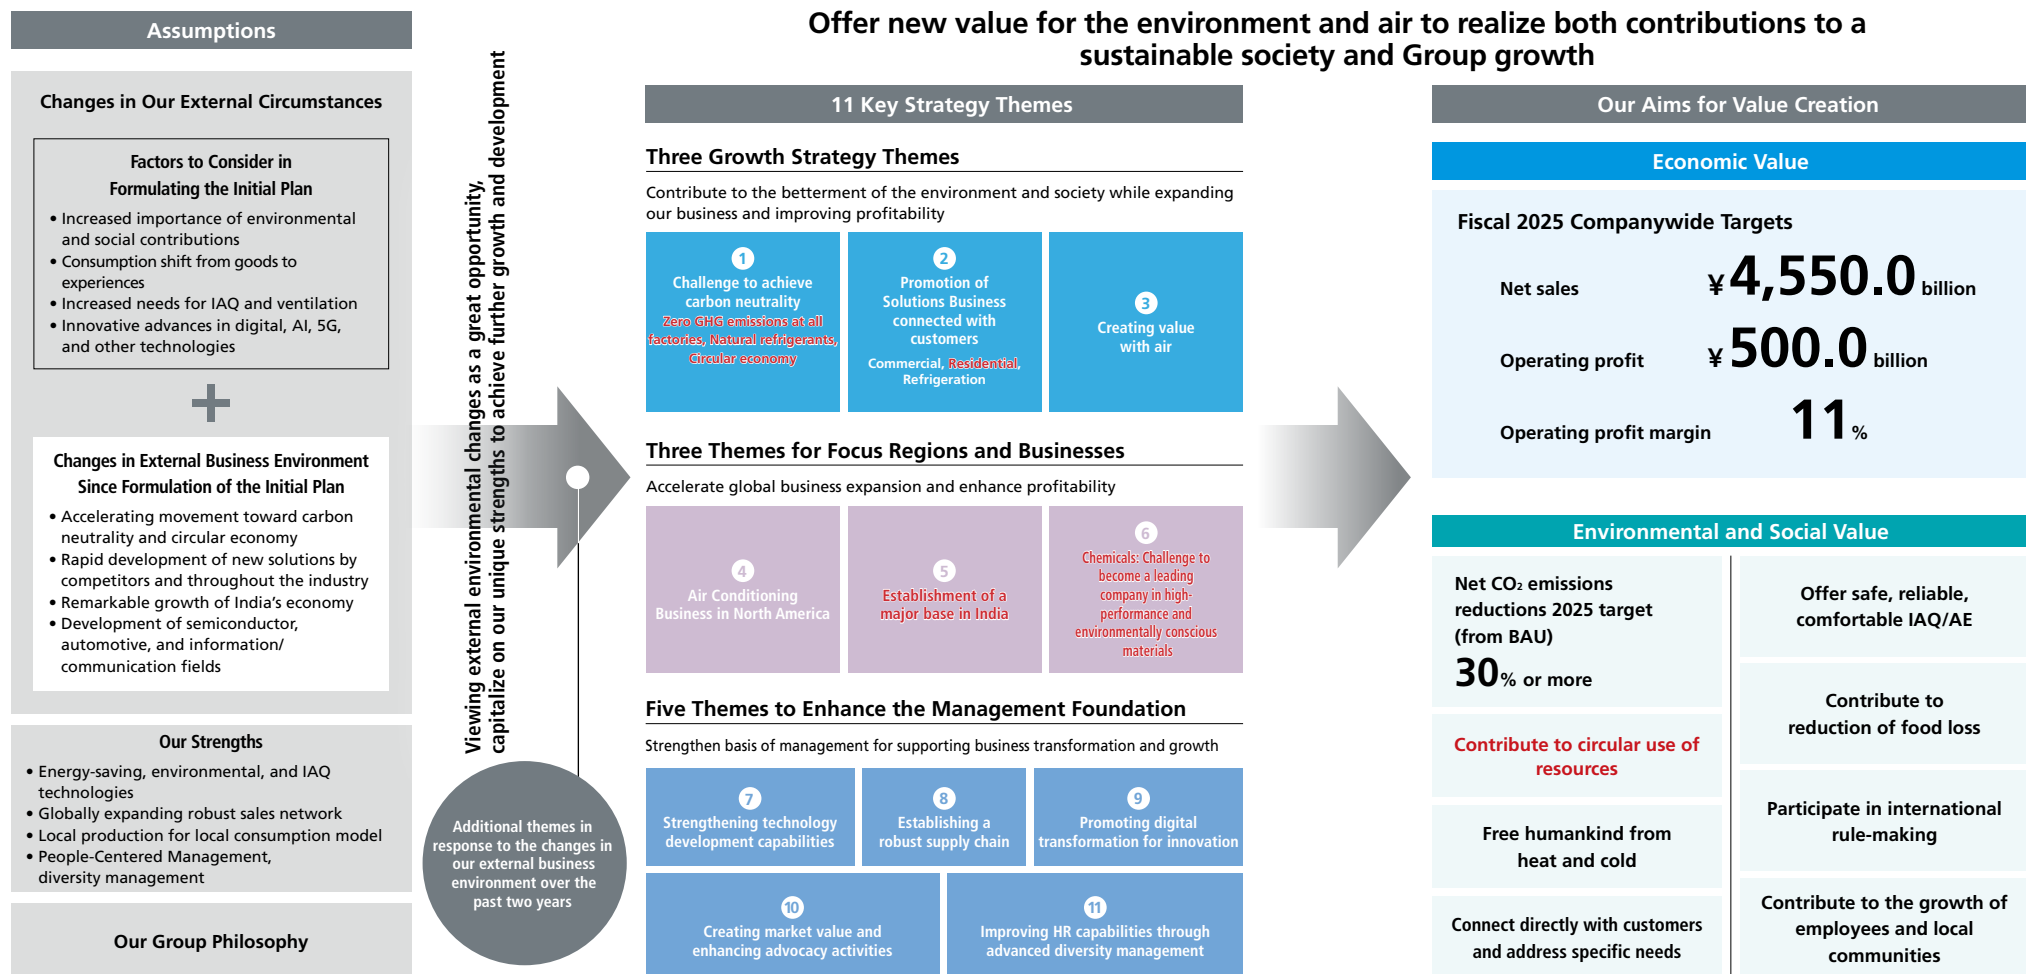 Assumptions
Changes in Our External Circumstances
Factors to Consider in
Formulating the Initial Plan
• Increased importance of environmental
and social contributions
• Consumption shift from goods to
experiences
• Increased needs for IAQ and ventilation
• Innovative advances in digital, AI, 5G,
and other technologies
Changes in External Business Environment
Since Formulation of the Initial Plan
• Accelerating movement toward carbon
neutrality and circular economy
• Rapid development of new solutions by
competitors and throughout the industry
• Remarkable growth of India's economy
• Development of semiconductor,
automotive, and information/
communication fields
Our Strengths
• Energy-saving, environmental, and IAQ
technologies
• Globally expanding robust sales network
• Local production for local consumption model
• People-Centered Management,
diversity management
Our Group Philosophy
Viewing external environmental changes as a great opportunity,
capitalize on our unique strengths to achieve further growth and development
Additional themes in
response to the changes in
our external business
environment over the
past two years
Offer new value for the environment and air to realize both contributions to a
sustainable society and Group growth
11 Key Strategy Themes
Three Growth Strategy Themes
Contribute to the betterment of the environment and society while expanding
our business and improving profitability
1
Challenge to achieve
carbon neutrality
Zero GHG emissions at all
factories, Natural refrigerants,
Circular economy
2
Promotion of
Solutions Business
connected with
customers
Commercial, Residential,
Refrigeration
3
Creating value
with air
Three Themes for Focus Regions and Businesses
Accelerate global business expansion and enhance profitability
4
Air Conditioning
Business in North America
5
Establishment of a
major base in India
6
Chemicals: Challenge to
become a leading
company in high-
performance and
environmentally conscious
materials
Five Themes to Enhance the Management Foundation
Strengthen basis of management for supporting business transformation and growth
7
Strengthening technology
development capabilities
8
Establishing a
robust supply chain
9
Promoting digital
transformation for innovation
10
Creating market value and
enhancing advocacy activities
11
Improving HR capabilities through
advanced diversity management
Our Aims for Value Creation
Economic Value
Fiscal 2025 Companywide Targets
Net sales ¥4,550.0 billion
Operating profit ¥500.0 billion
Operating profit margin 11%
Environmental and Social Value
Net CO₂ emissions
reductions 2025 target
(from BAU)
30% or more
Contribute to circular use of
resources
Free humankind from
heat and cold
Connect directly with customers
and address specific needs
Offer safe, reliable,
comfortable IAQ/AE
Contribute to
reduction of food loss
Participate in international
rule-making
Contribute to the growth of
employees and local
communities